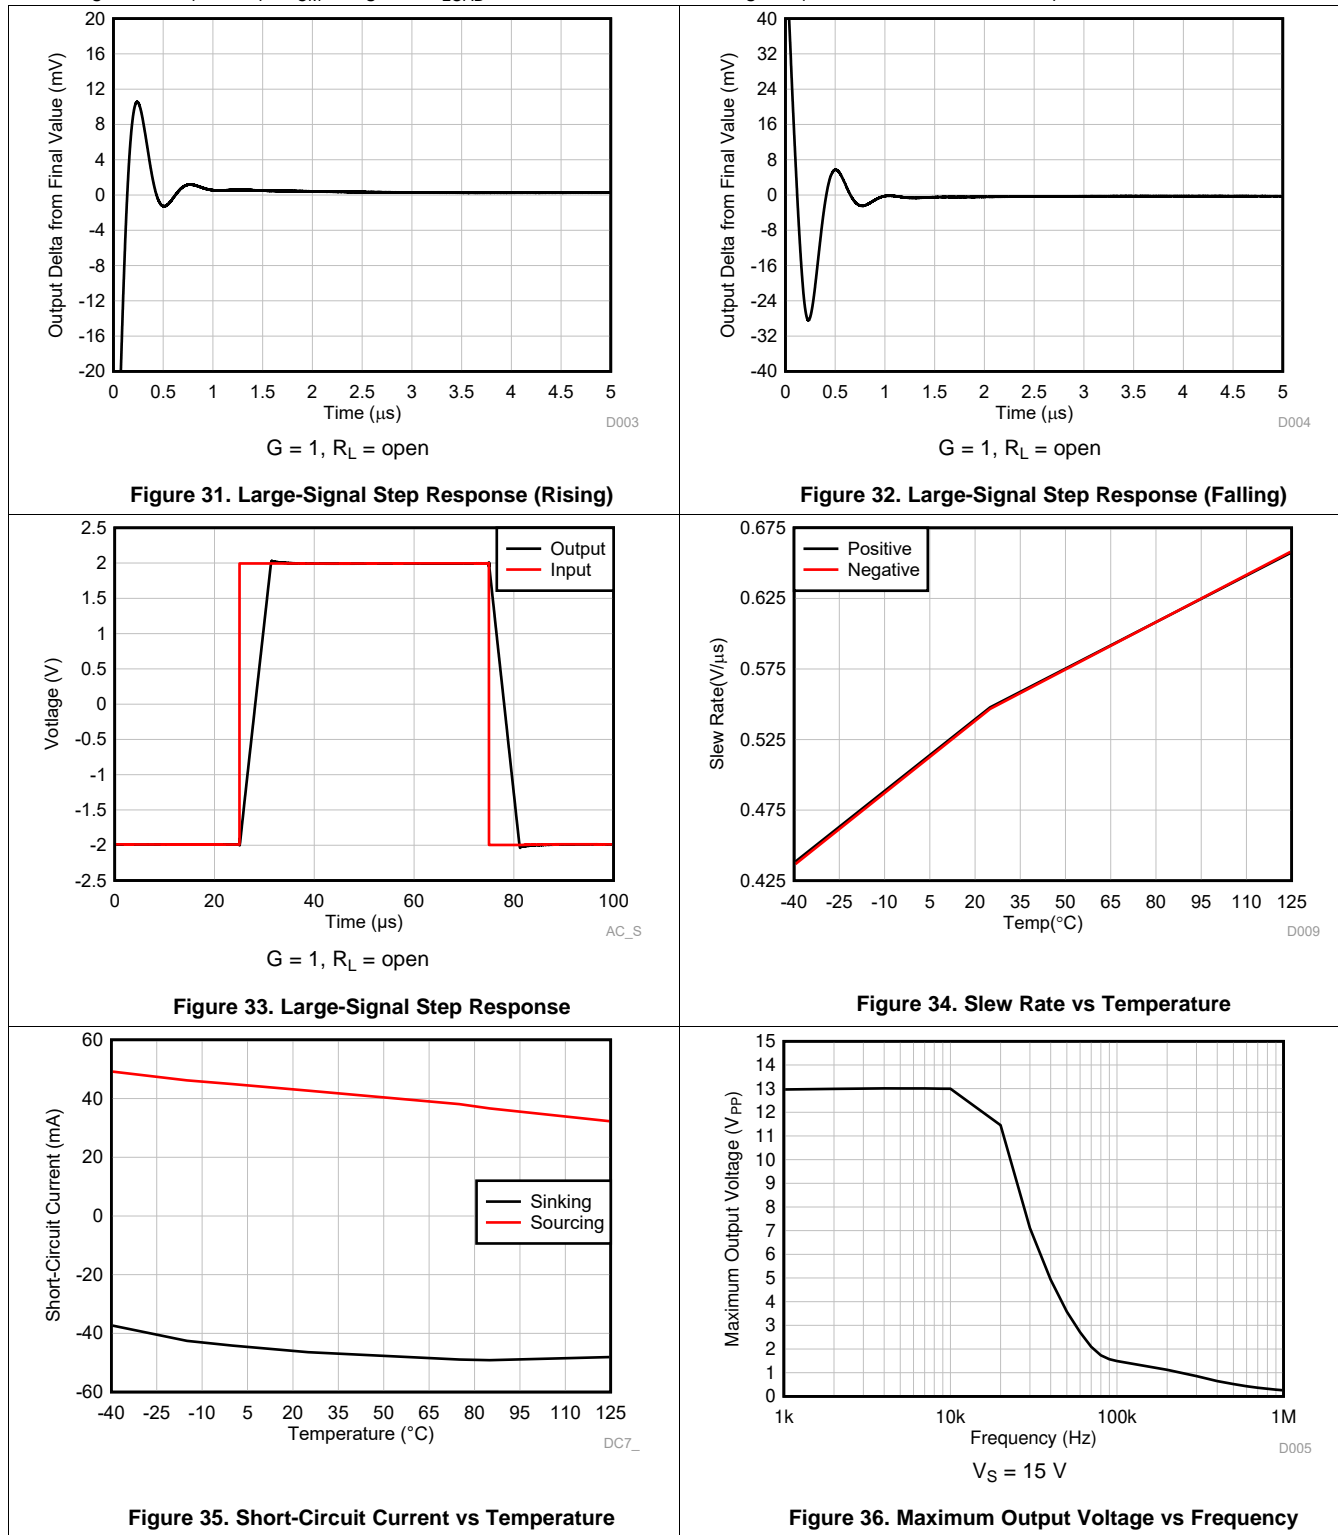 20
16
12
8
4
0
-4
-8
-12
-16
-20
0 0.5 1 1.5 2 2.5 3 3.5 4 4.5 5
Output Delta from Final Value (mV)
Time (µs)
D003
G = 1, RL = open
Figure 31. Large-Signal Step Response (Rising)
40
32
24
16
8
0
-8
-16
-24
-32
-40
0 0.5 1 1.5 2 2.5 3 3.5 4 4.5 5
Output Delta from Final Value (mV)
Time (µs)
D004
G = 1, RL = open
Figure 32. Large-Signal Step Response (Falling)
2.5
2
1.5
1
0.5
0
-0.5
-1
-1.5
-2
-2.5
0 20 40 60 80 100
Votlage (V)
Time (µs)
Output
Input
AC_S
G = 1, RL = open
Figure 33. Large-Signal Step Response
0.675
0.625
0.575
0.525
0.475
0.425
-40 -25 -10 5 20 35 50 65 80 95 110 125
Slew Rate(V/µs)
Temp(°C)
Positive
Negative
D009
Figure 34. Slew Rate vs Temperature
60
40
20
0
-20
-40
-60
-40 -25 -10 5 20 35 50 65 80 95 110 125
Short-Circuit Current (mA)
Temperature (°C)
Sinking
Sourcing
DC7_
Figure 35. Short-Circuit Current vs Temperature
15
14
13
12
11
10
9
8
7
6
5
4
3
2
1
0
1k 10k 100k 1M
Maximum Output Voltage (VPP)
Frequency (Hz)
D005
VS = 15 V
Figure 36. Maximum Output Voltage vs Frequency